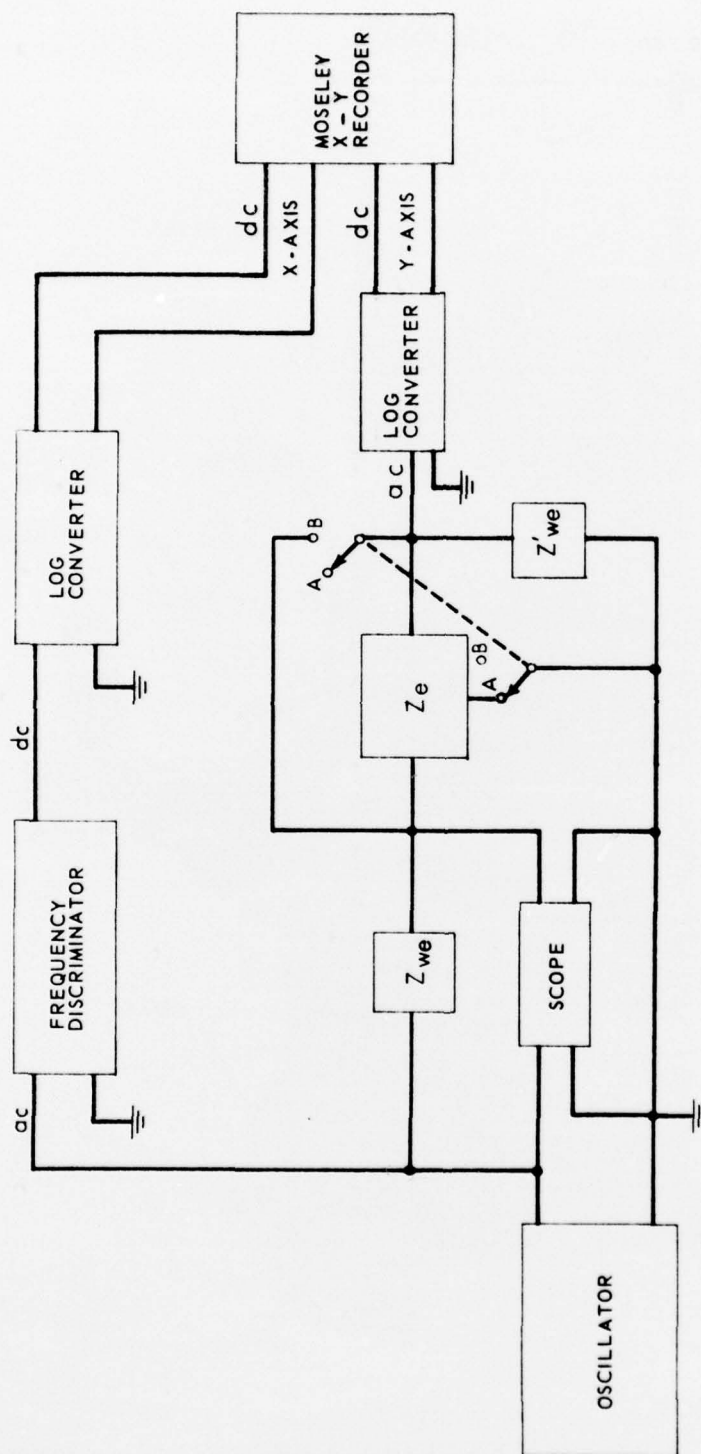 MOSELEY
X - Y
RECORDER
dc
X-AXIS
dc
Y-AXIS
LOG
CONVERTER
LOG
CONVERTER
ac
dc
B
A
Z'we
Ze
B
A
FREQUENCY
DISCRIMINATOR
ac
Zwe
SCOPE
OSCILLATOR